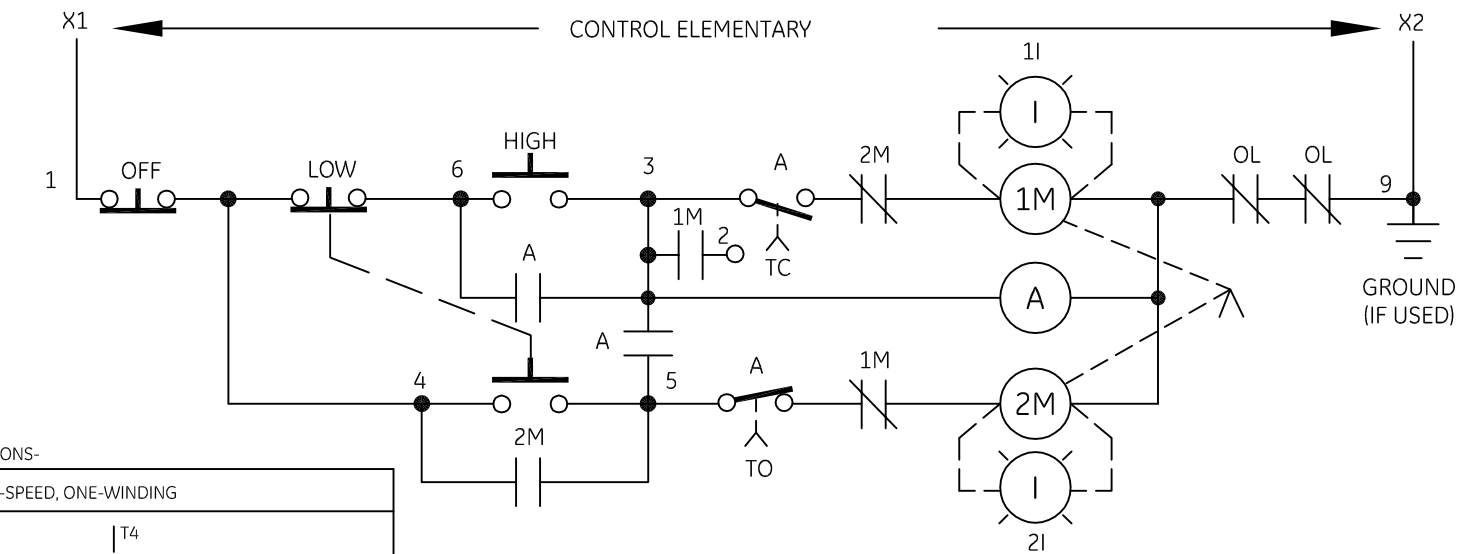 X1
CONTROL ELEMENTARY
X2
1I
I
HIGH
OFF
LOW
1
6
3
A
2M
1M
OL
OL
9
1M
2
TC
A
A
GROUND
(IF USED)
A
4
5
A
1M
2M
2M
TO
I
2I
ONS-
-SPEED, ONE-WINDING
T4